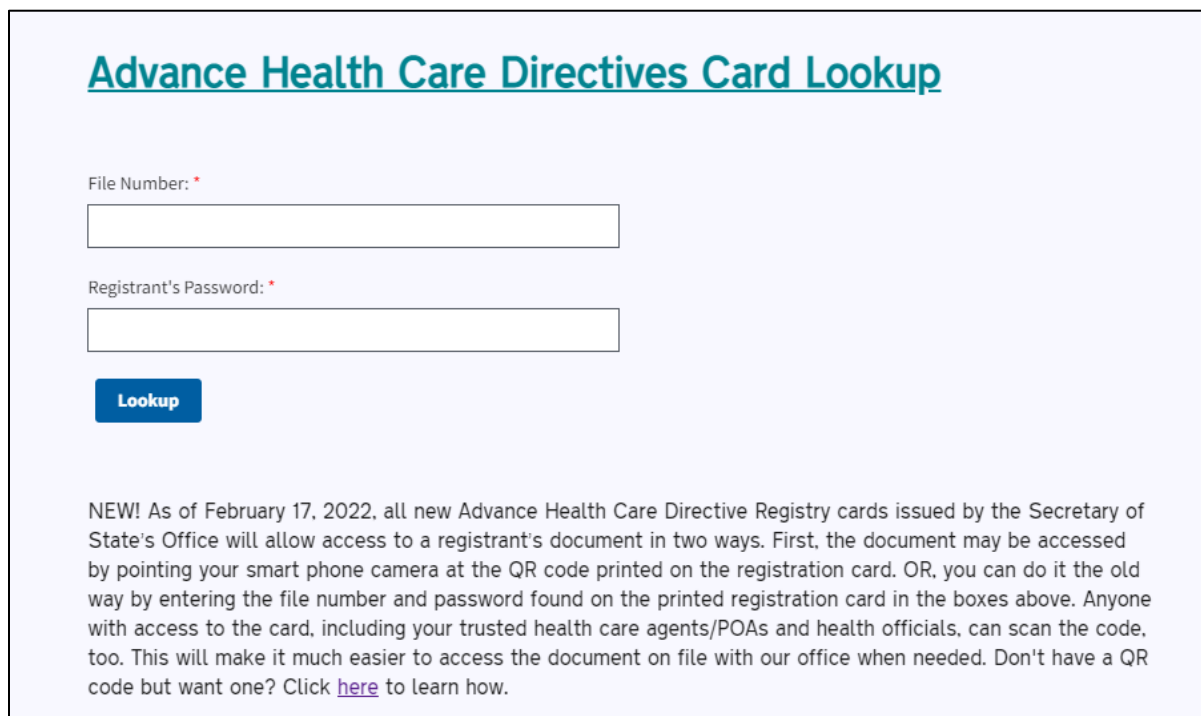 Advance Health Care Directives Card Lookup
File Number: *
Registrant's Password: *
Lookup
NEW! As of February 17, 2022, all new Advance Health Care Directive Registry cards issued by the Secretary of
State's Office will allow access to a registrant's document in two ways. First, the document may be accessed
by pointing your smart phone camera at the QR code printed on the registration card. OR, you can do it the old
way by entering the file number and password found on the printed registration card in the boxes above. Anyone
with access to the card, including your trusted health care agents/POAs and health officials, can scan the code,
too. This will make it much easier to access the document on file with our office when needed. Don't have a QR
code but want one? Click here to learn how.